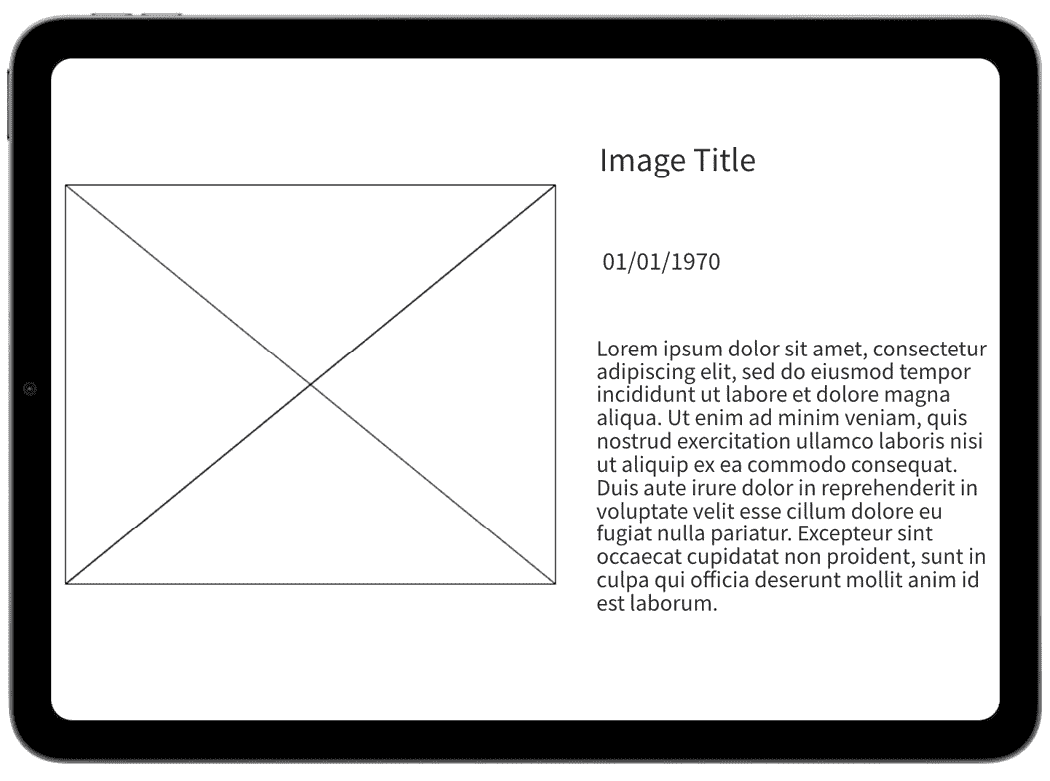 Image Title
01/01/1970
Lorem ipsum dolor sit amet, consectetur
adipiscing elit, sed do eiusmod tempor
incididunt ut labore et dolore magna
aliqua. Ut enim ad minim veniam, quis
nostrud exercitation ullamco laboris nisi
ut aliquip ex ea commodo consequat.
Duis aute irure dolor in reprehenderit in
voluptate velit esse cillum dolore eu
fugiat nulla pariatur. Excepteur sint
occaecat cupidatat non proident, sunt in
culpa qui officia deserunt mollit anim id
est laborum.